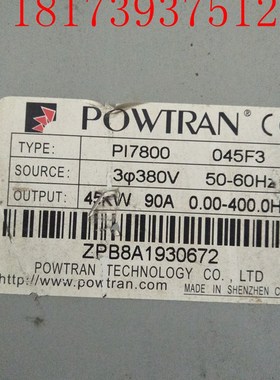 18173937512
POWTRAN® C
TYPE: PI7800 045F3
SOURCE: 3φ380V 50-60Hz
OUTPUT: 45KW 90A 0.00-400.0H
ZPB8A1930672
POWTRAN TECHNOLOGY CO., LTD
http://www.powtran.com MADE IN SHENZHEN C